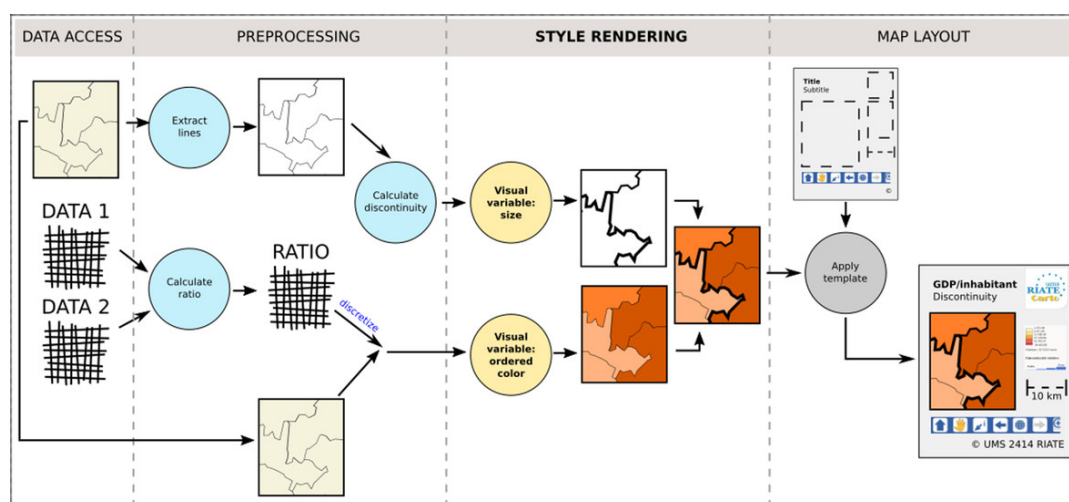 DATA ACCESS
PREPROCESSING
STYLE RENDERING
MAP LAYOUT
Extract
lines
Calculate
discontinuity
Visual
variable:
size
Title
Subtitle
©
DATA 1
DATA 2
Calculate
ratio
RATIO
discretize
Visual
variable:
ordered
color
Apply
template
GDP/inhabitant
Discontinuity
RIATE
Carto
10 km
© UMS 2414 RIATE